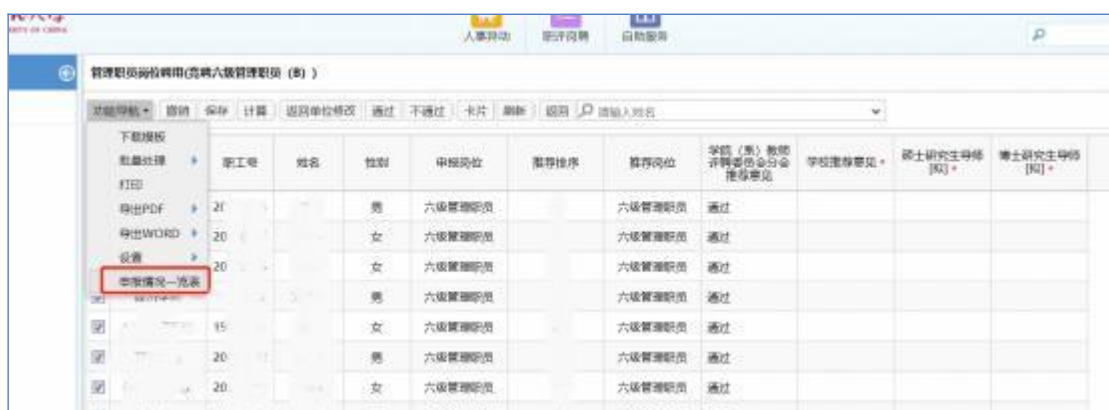 人事异动 职评岗聘 自助服务
管理职员岗位聘用(竞聘六级管理职员 (B) )
功能导航 撤销 保存 计算 返回单位修改 通过 不通过 卡片 刷新 返回 请输入姓名
下载模板
批量处理
打印
导出PDF
导出WORD
设置
申报情况一览表
职工号 姓名 性别 申报岗位 推荐排序 推荐岗位 学院（系）教师评聘委员会分会推荐意见 学校推荐意见* 硕士研究生导师[拟]* 博士研究生导师[拟]*
20 男 六级管理职员 六级管理职员 通过
20 女 六级管理职员 六级管理职员 通过
20 女 六级管理职员 六级管理职员 通过
男 六级管理职员 六级管理职员 通过
19 女 六级管理职员 六级管理职员 通过
20 男 六级管理职员 六级管理职员 通过
20 女 六级管理职员 六级管理职员 通过